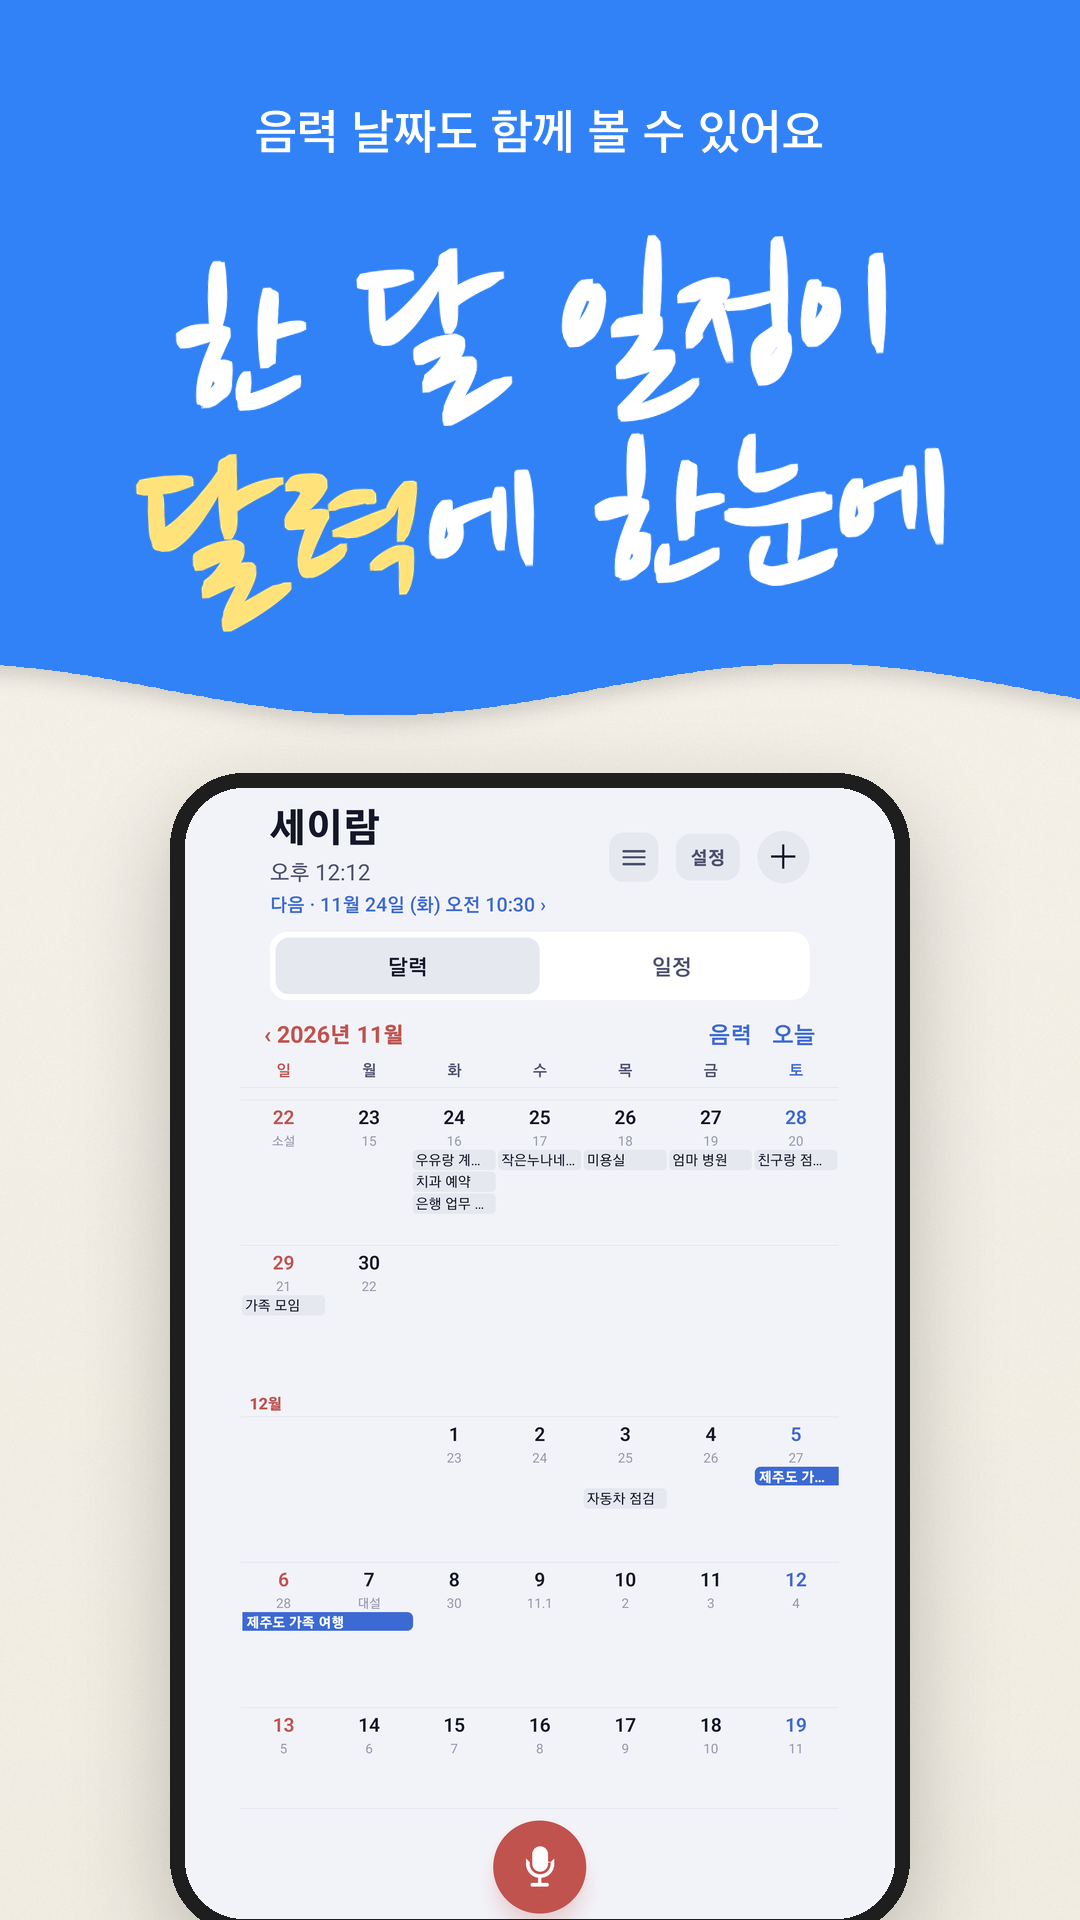 음력 날짜도 함께 볼 수 있어요
한 달 일정이
달력에 한눈에
세이람
설정
오후 12:12
다음 · 11월 24일 (화) 오전 10:30 ›
달력 일정
‹ 2026년 11월 음력 오늘
일 월 화 수 목 금 토
22 23 24 25 26 27 28
소설 15 16 17 18 19 20
우유랑 계... 작은누나네... 미용실 엄마 병원 친구랑 점...
치과 예약
은행 업무 ...
29 30
21 22
가족 모임
12월
1 2 3 4 5
23 24 25 26 27
제주도 가...
자동차 점검
6 7 8 9 10 11 12
28 대설 30 11.1 2 3 4
제주도 가족 여행
13 14 15 16 17 18 19
5 6 7 8 9 10 11